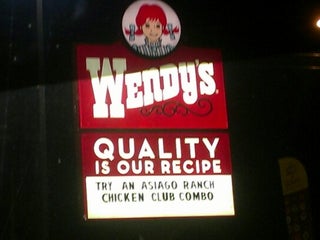 WENDY'S
QUALITY
IS OUR RECIPE
TRY AN ASIAGO RANCH
CHICKEN CLUB COMBO